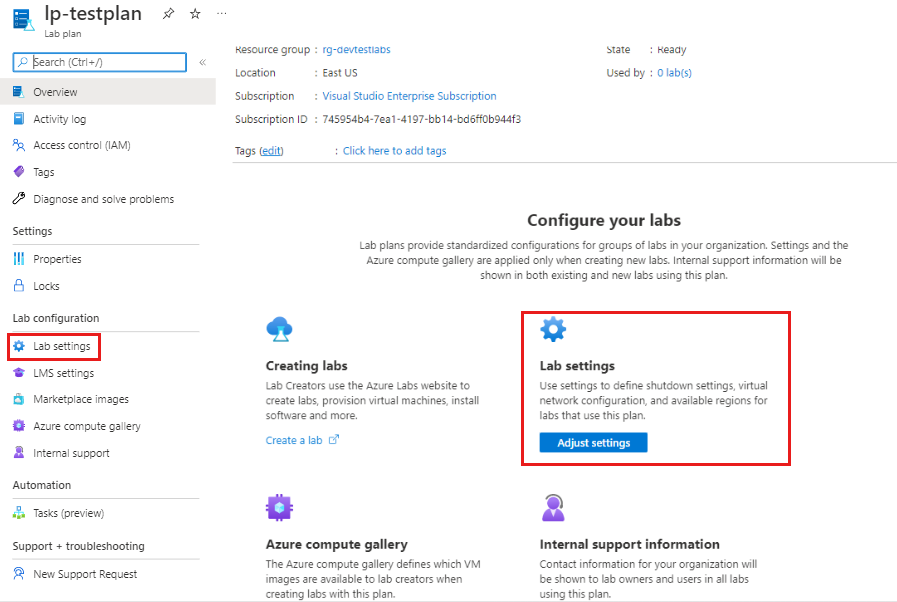 lp-testplan
...
Lab plan
Search (Ctrl+/)
«
Overview
Activity log
Access control (IAM)
Tags
Diagnose and solve problems
Settings
Properties
Locks
Lab configuration
Lab settings
LMS settings
Marketplace images
Azure compute gallery
Internal support
Automation
Tasks (preview)
Support + troubleshooting
New Support Request
Resource group : rg-devtestlabs
Location : East US
Subscription : Visual Studio Enterprise Subscription
Subscription ID : 745954b4-7ea1-4197-bb14-bd6ff0b944f3
State : Ready
Used by : 0 lab(s)
Tags (edit) : Click here to add tags
Configure your labs
Lab plans provide standardized configurations for groups of labs in your organization. Settings and the
Azure compute gallery are applied only when creating new labs. Internal support information will be
shown in both existing and new labs using this plan.
Creating labs
Lab Creators use the Azure Labs website to
create labs, provision virtual machines, install
software and more.
Create a lab
Lab settings
Use settings to define shutdown settings, virtual
network configuration, and available regions for
labs that use this plan.
Adjust settings
Azure compute gallery
The Azure compute gallery defines which VM
images are available to lab creators when
creating labs with this plan.
Internal support information
Contact information for your organization will
be shown to lab owners and users in all labs
using this plan.